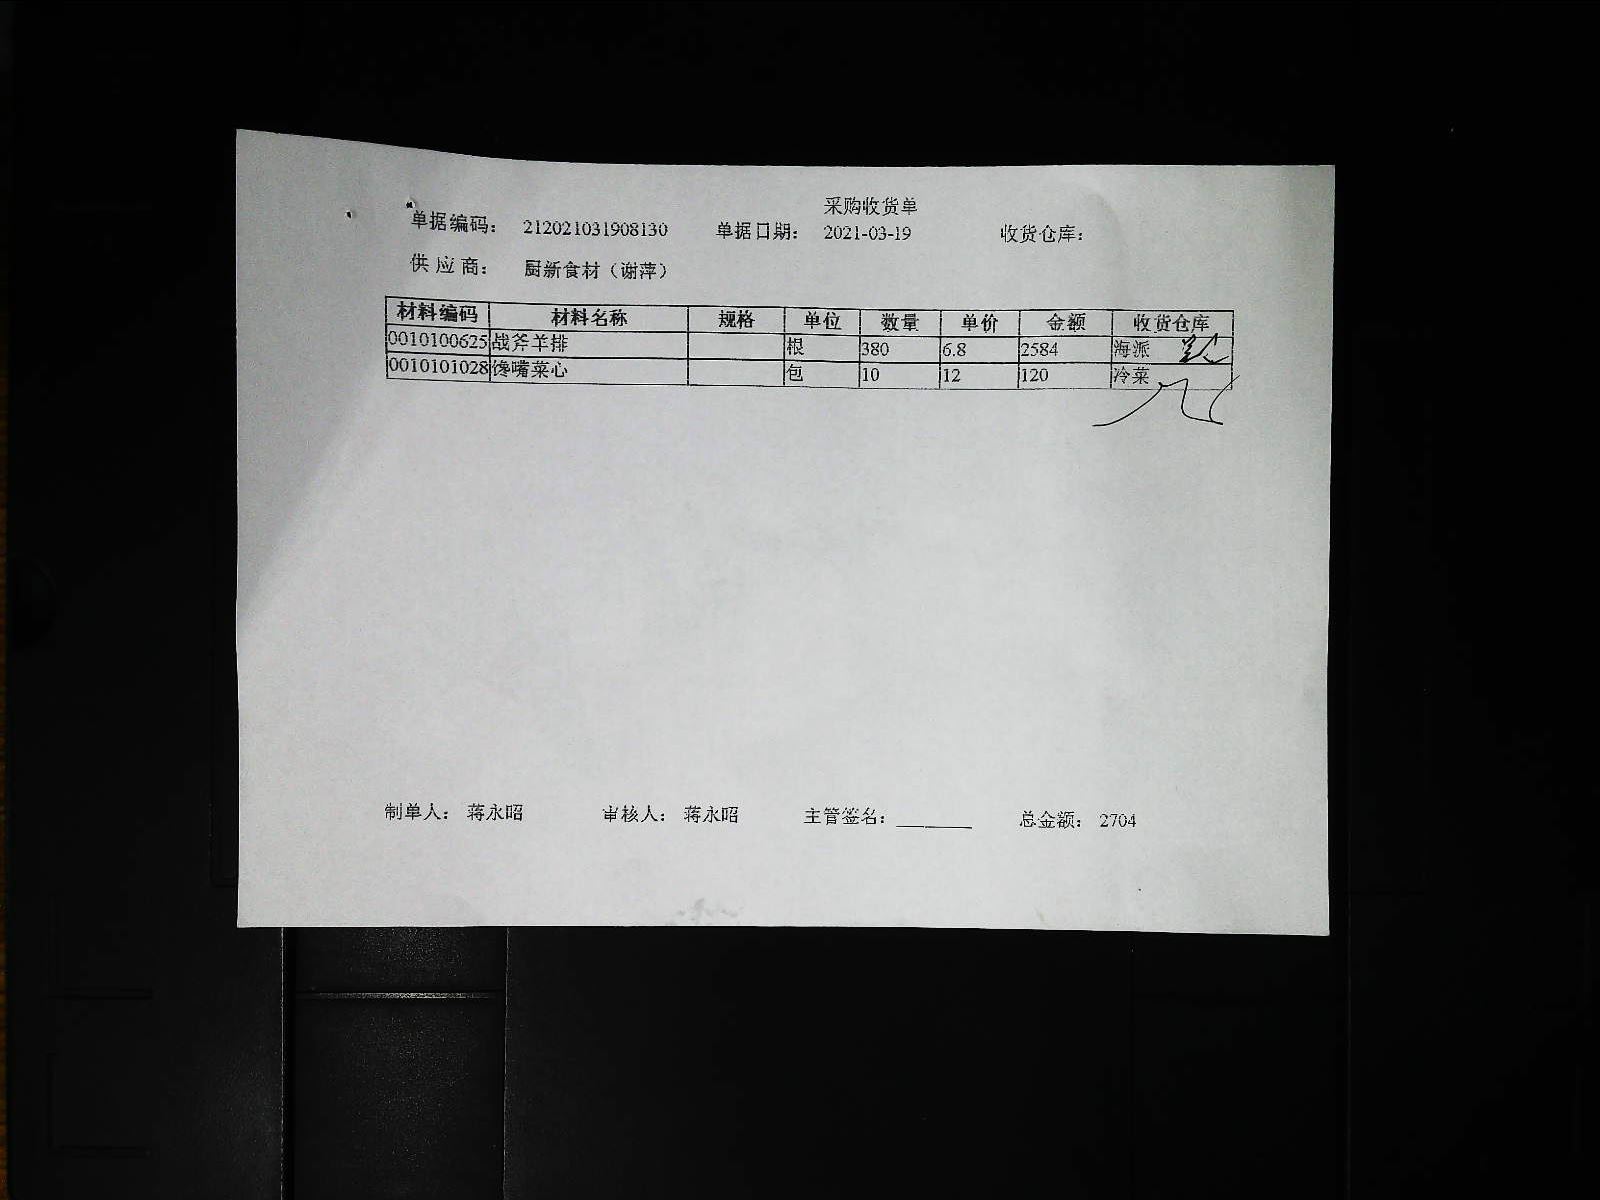 采购收货单
单据编码： 212021031908130 单据日期： 2021-03-19 收货仓库：
供 应 商： 厨新食材（谢萍）
材料编码 材料名称 规格 单位 数量 单价 金额 收货仓库
0010100625 战斧羊排 根 380 6.8 2584 海派
0010101028 馋嘴菜心 包 10 12 120 冷菜
制单人： 蒋永昭 审核人： 蒋永昭 主管签名： 总金额： 2704